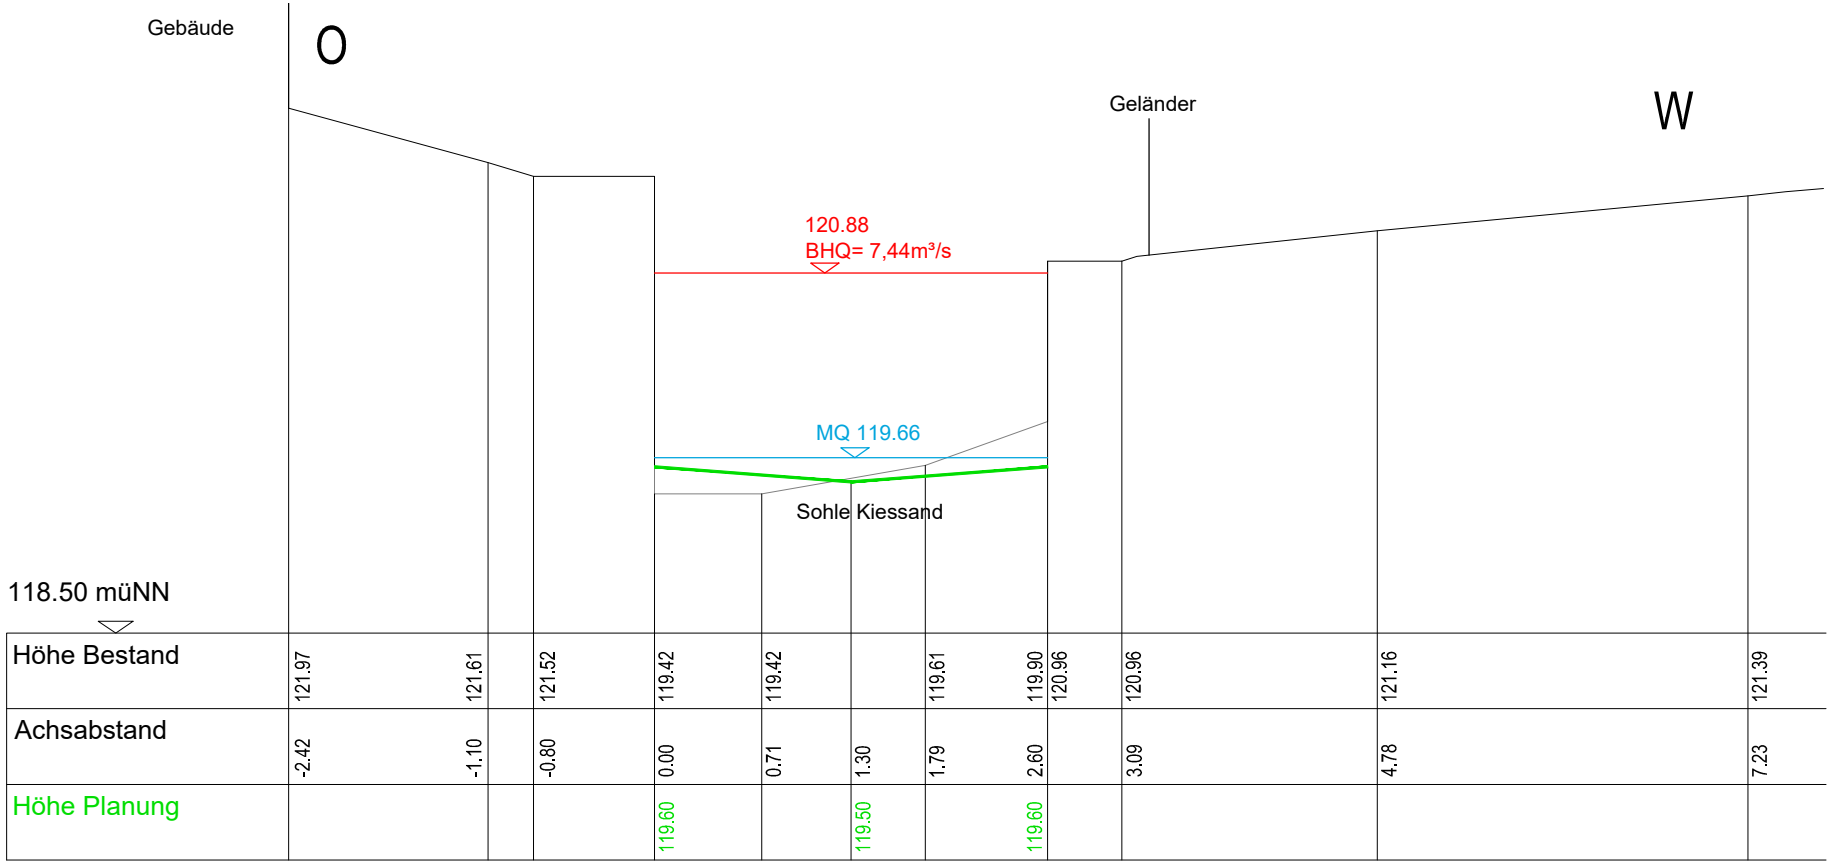 Gebäude
O
Geländer
W
120.88
BHQ= 7,44m³/s
MQ 119.66
Sohle Kiessand
118.50 müNN
Höhe Bestand
121.97
121.61
121.52
119.42
119.42
119.61
119.90
120.96
120.96
121.16
121.39
Achsabstand
-2.42
-1.10
-0.80
0.00
0.71
1.30
1.79
2.60
3.09
4.78
7.23
Höhe Planung
119.60
119.50
119.60